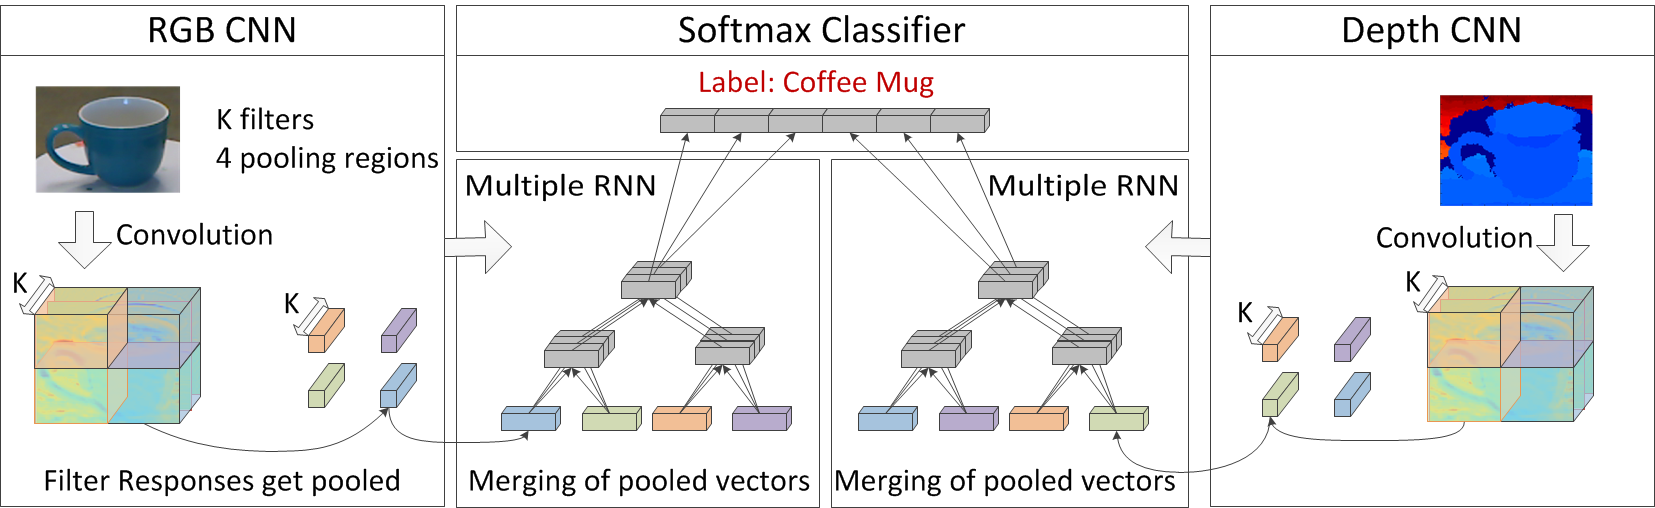 RGB CNN
K filters
4 pooling regions
Convolution
K
K
Filter Responses get pooled
Softmax Classifier
Label: Coffee Mug
Multiple RNN
Merging of pooled vectors
Multiple RNN
Merging of pooled vectors
Depth CNN
Convolution
K
K